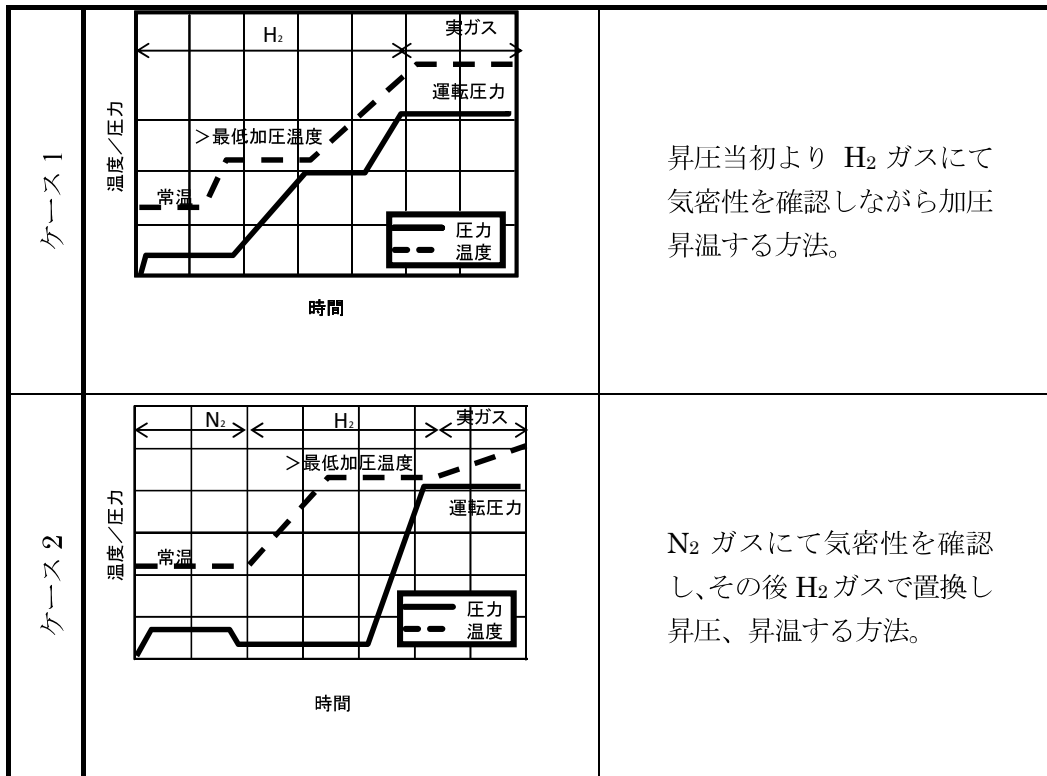 ケース 1
H₂
実ガス
運転圧力
>最低加圧温度
常温
温度/圧力
圧力
温度
時間
昇圧当初より H₂ ガスにて
気密性を確認しながら加圧
昇温する方法。
ケース 2
N₂
H₂
実ガス
>最低加圧温度
運転圧力
常温
温度/圧力
圧力
温度
時間
N₂ ガスにて気密性を確認
し、その後 H₂ ガスで置換し
昇圧、昇温する方法。